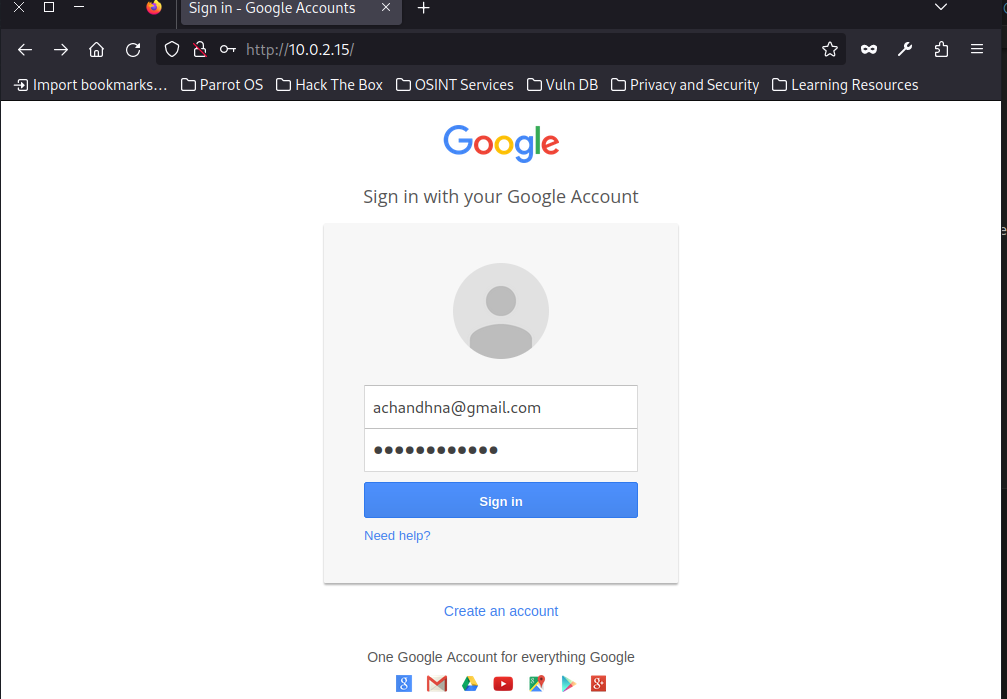 Sign in - Google Accounts
http://10.0.2.15/
Import bookmarks... Parrot OS Hack The Box OSINT Services Vuln DB Privacy and Security Learning Resources
Google
Sign in with your Google Account
achandhna@gmail.com
●●●●●●●●●●●●
Sign in
Need help?
Create an account
One Google Account for everything Google